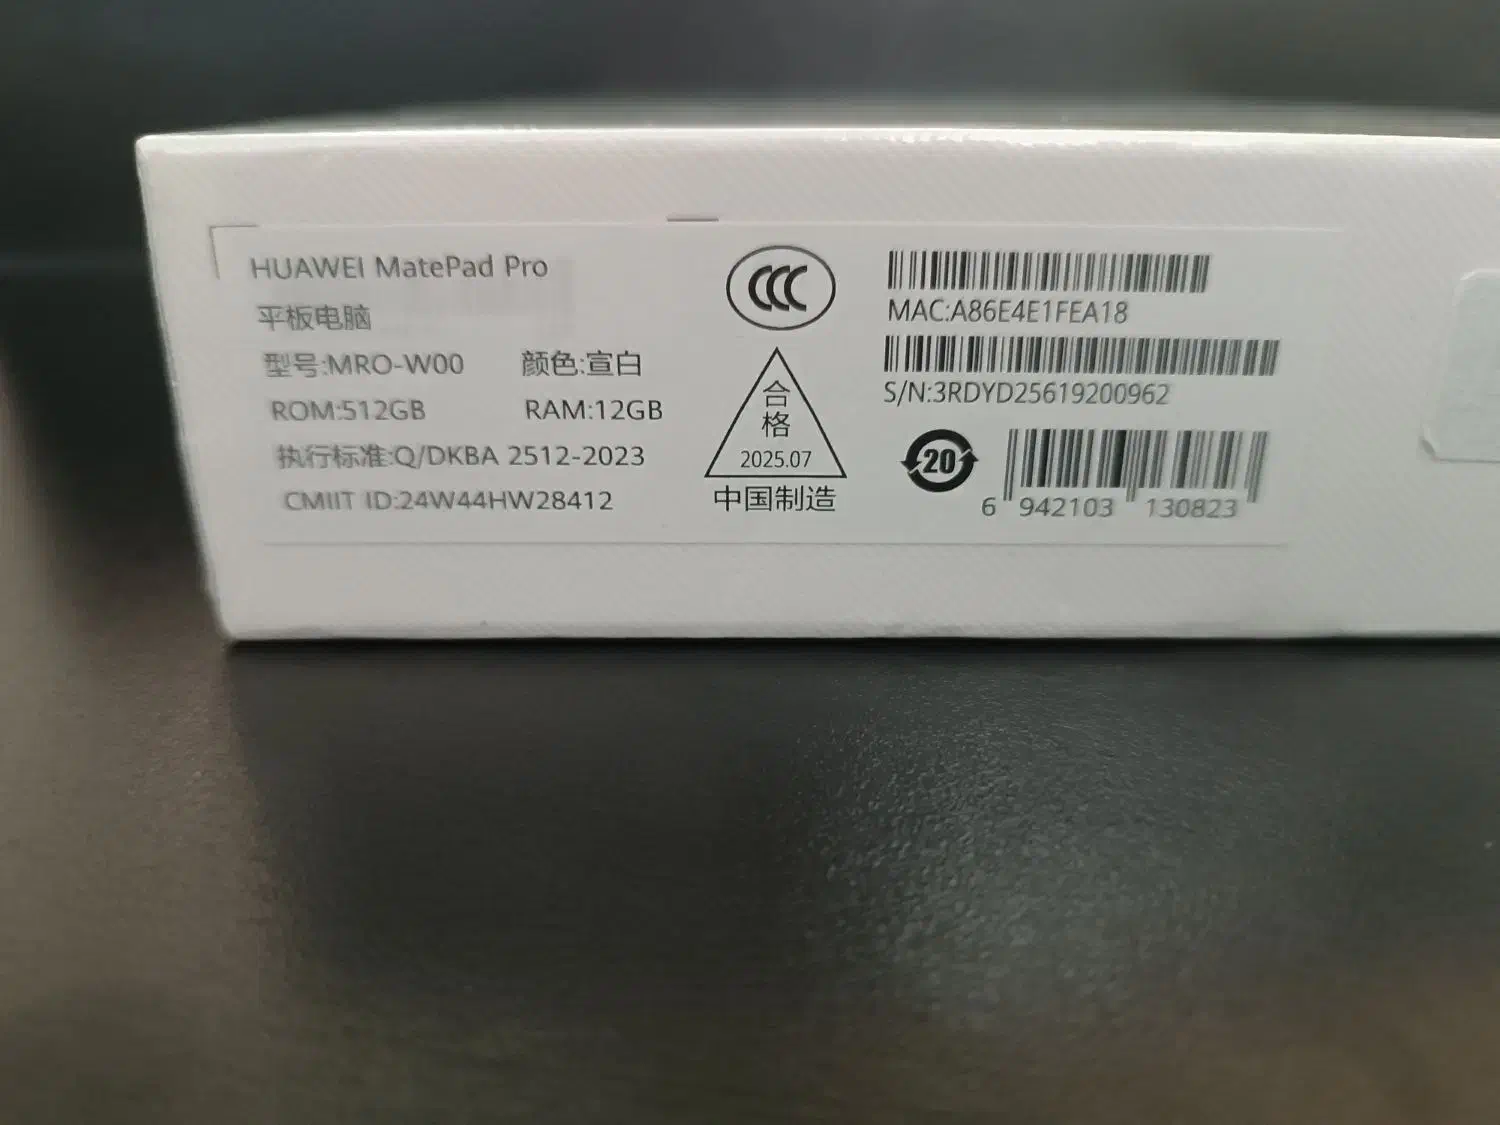 HUAWEI MatePad Pro
平板电脑
型号:MRO-W00 颜色:宣白
ROM:512GB RAM:12GB
执行标准:Q/DKBA 2512-2023
CMIIT ID:24W44HW28412
CCC
合
格
2025.07
中国制造
MAC:A86E4E1FEA18
S/N:3RDYD25619200962
20
6 942103 130823